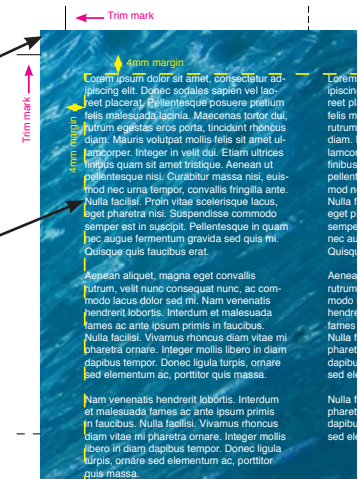 Trim mark
4mm margin
Trim mark
4mm margin
Lorem ipsum dolor sit amet, consectetur ad-
ipiscing elit. Donec sodales sapien vel lao-
reet placerat. Pellentesque posuere pretium
felis malesuada lacinia. Maecenas tortor dui,
rutrum egestas eros porta, tincidunt rhoncus
diam. Mauris volutpat mollis felis sit amet ul-
lamcorper. Integer in velit dui. Etiam ultrices
finibus quam sit amet tristique. Aenean ut
pellentesque nisi. Curabitur massa nisi, euis-
mod nec urna tempor, convallis fringilla ante.
Nulla facilisi. Proin vitae scelerisque lacus,
eget pharetra nisi. Suspendisse commodo
semper est in suscipit. Pellentesque in quam
nec augue fermentum gravida sed quis mi.
Quisque quis faucibus erat.
Aenean aliquet, magna eget convallis
rutrum, velit nunc consequat nunc, ac com-
modo lacus dolor sed mi. Nam venenatis
hendrerit lobortis. Interdum et malesuada
fames ac ante ipsum primis in faucibus.
Nulla facilisi. Vivamus rhoncus diam vitae mi
pharetra ornare. Integer mollis libero in diam
dapibus tempor. Donec ligula turpis, ornare
sed elementum ac, porttitor quis massa.
Nam venenatis hendrerit lobortis. Interdum
et malesuada fames ac ante ipsum primis
in faucibus. Nulla facilisi. Vivamus rhoncus
diam vitae mi pharetra ornare. Integer mollis
libero in diam dapibus tempor. Donec ligula
turpis, ornare sed elementum ac, porttitor
quis massa.
Lorem